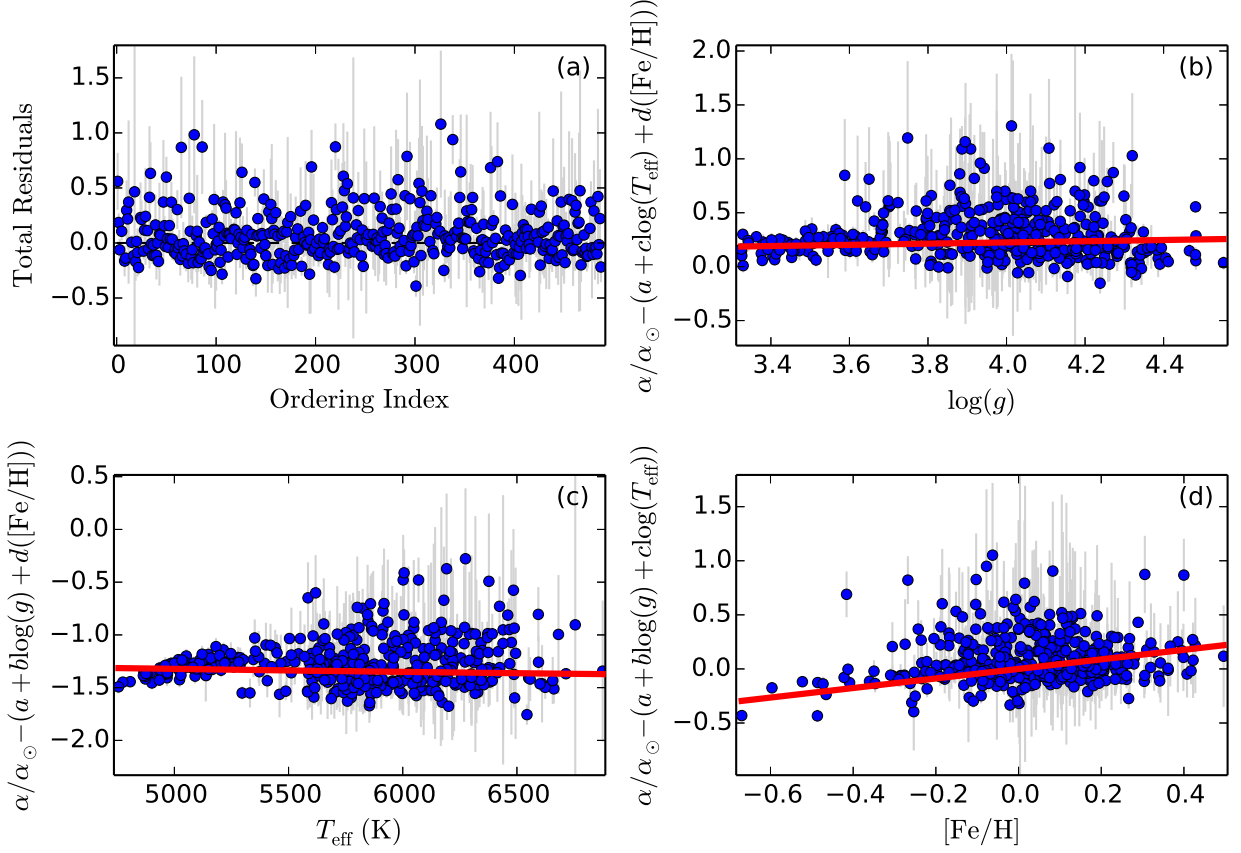 (a)
Total Residuals
1.5
1.0
0.5
0.0
−0.5
0 100 200 300 400
Ordering Index
(b)
α/α⊙−(a+clog(Teff)+d([Fe/H]))
2.0
1.5
1.0
0.5
0.0
−0.5
3.4 3.6 3.8 4.0 4.2 4.4
log(g)
(c)
α/α⊙−(a+blog(g)+d([Fe/H]))
0.5
0.0
−0.5
−1.0
−1.5
−2.0
5000 5500 6000 6500
Teff (K)
(d)
α/α⊙−(a+blog(g)+clog(Teff))
1.5
1.0
0.5
0.0
−0.5
−0.6 −0.4 −0.2 0.0 0.2 0.4
[Fe/H]